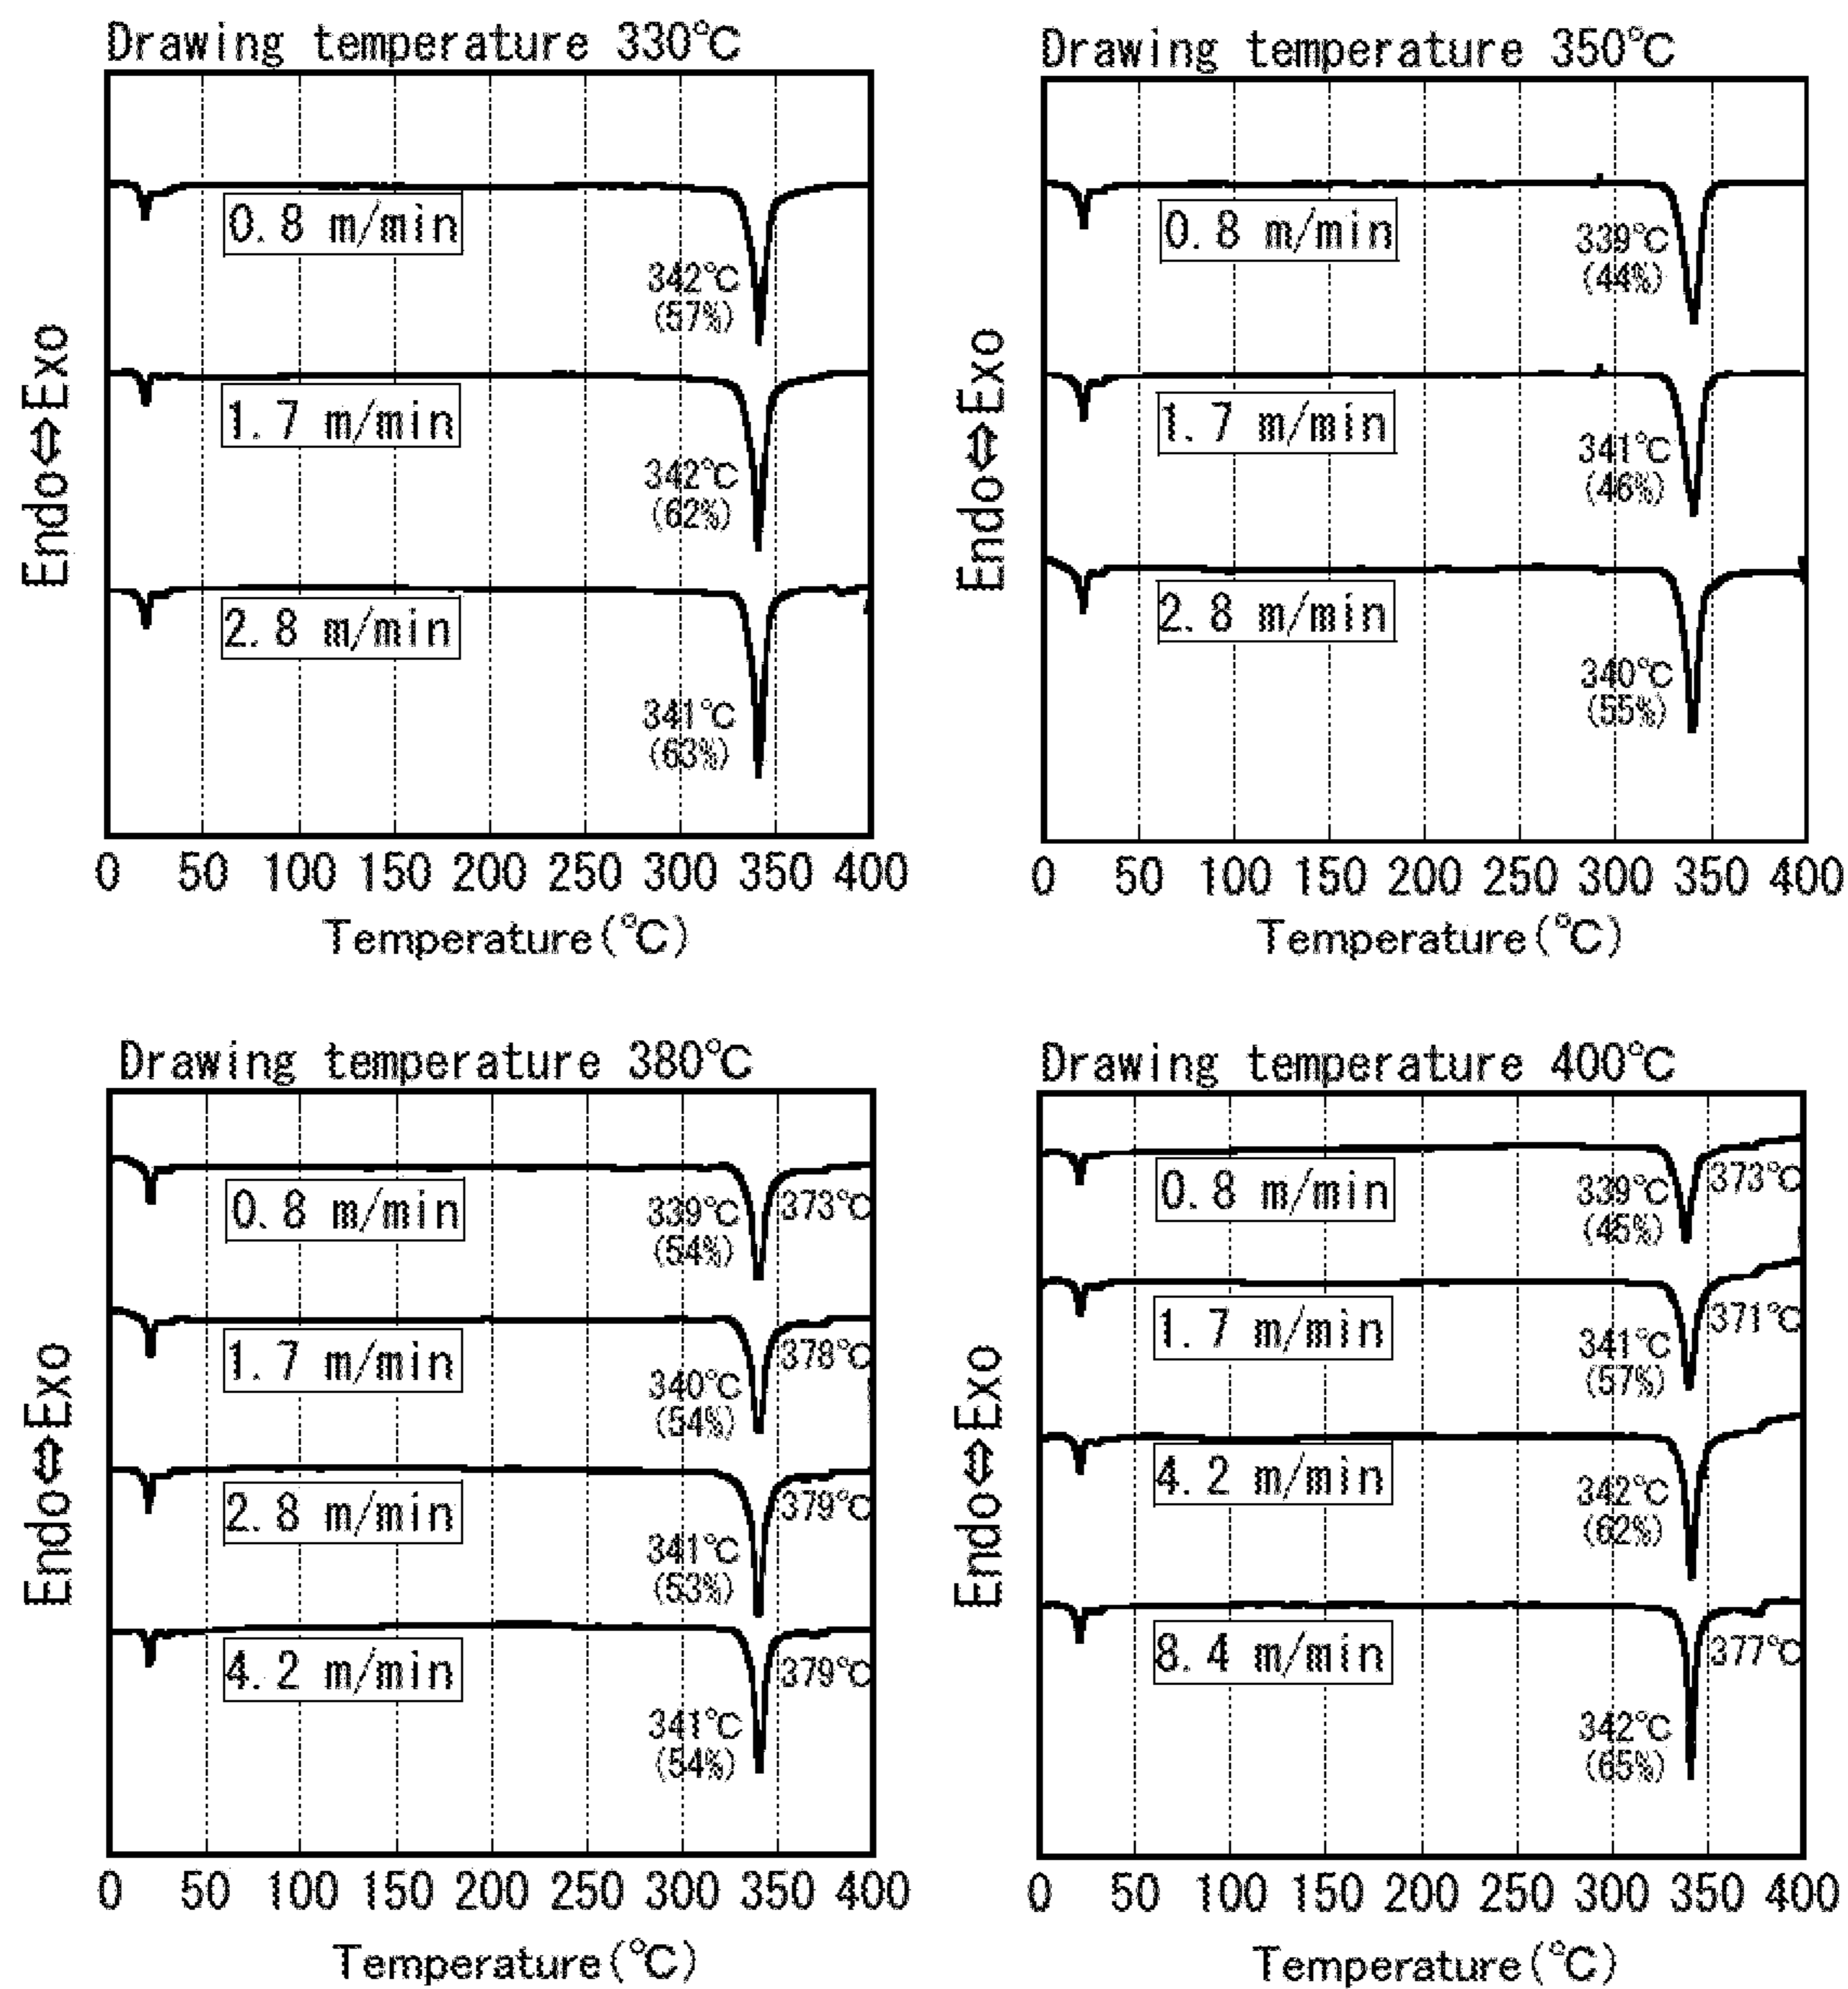 Drawing temperature 330℃
Endo⇔Exo
0.8 m/min
342℃
(57%)
1.7 m/min
342℃
(62%)
2.8 m/min
341℃
(63%)
0 50 100 150 200 250 300 350 400
Temperature(℃)
Drawing temperature 350℃
Endo⇔Exo
0.8 m/min
339℃
(44%)
1.7 m/min
341℃
(46%)
2.8 m/min
340℃
(55%)
0 50 100 150 200 250 300 350 400
Temperature(℃)
Drawing temperature 380℃
Endo⇔Exo
0.8 m/min
339℃ 373℃
(54%)
1.7 m/min
378℃
340℃
(54%)
2.8 m/min
379℃
341℃
(53%)
4.2 m/min
379℃
341℃
(54%)
0 50 100 150 200 250 300 350 400
Temperature(℃)
Drawing temperature 400℃
Endo⇔Exo
0.8 m/min
339℃ 373℃
(45%)
1.7 m/min
371℃
341℃
(57%)
4.2 m/min
342℃
(62%)
8.4 m/min
377℃
342℃
(65%)
0 50 100 150 200 250 300 350 400
Temperature(℃)